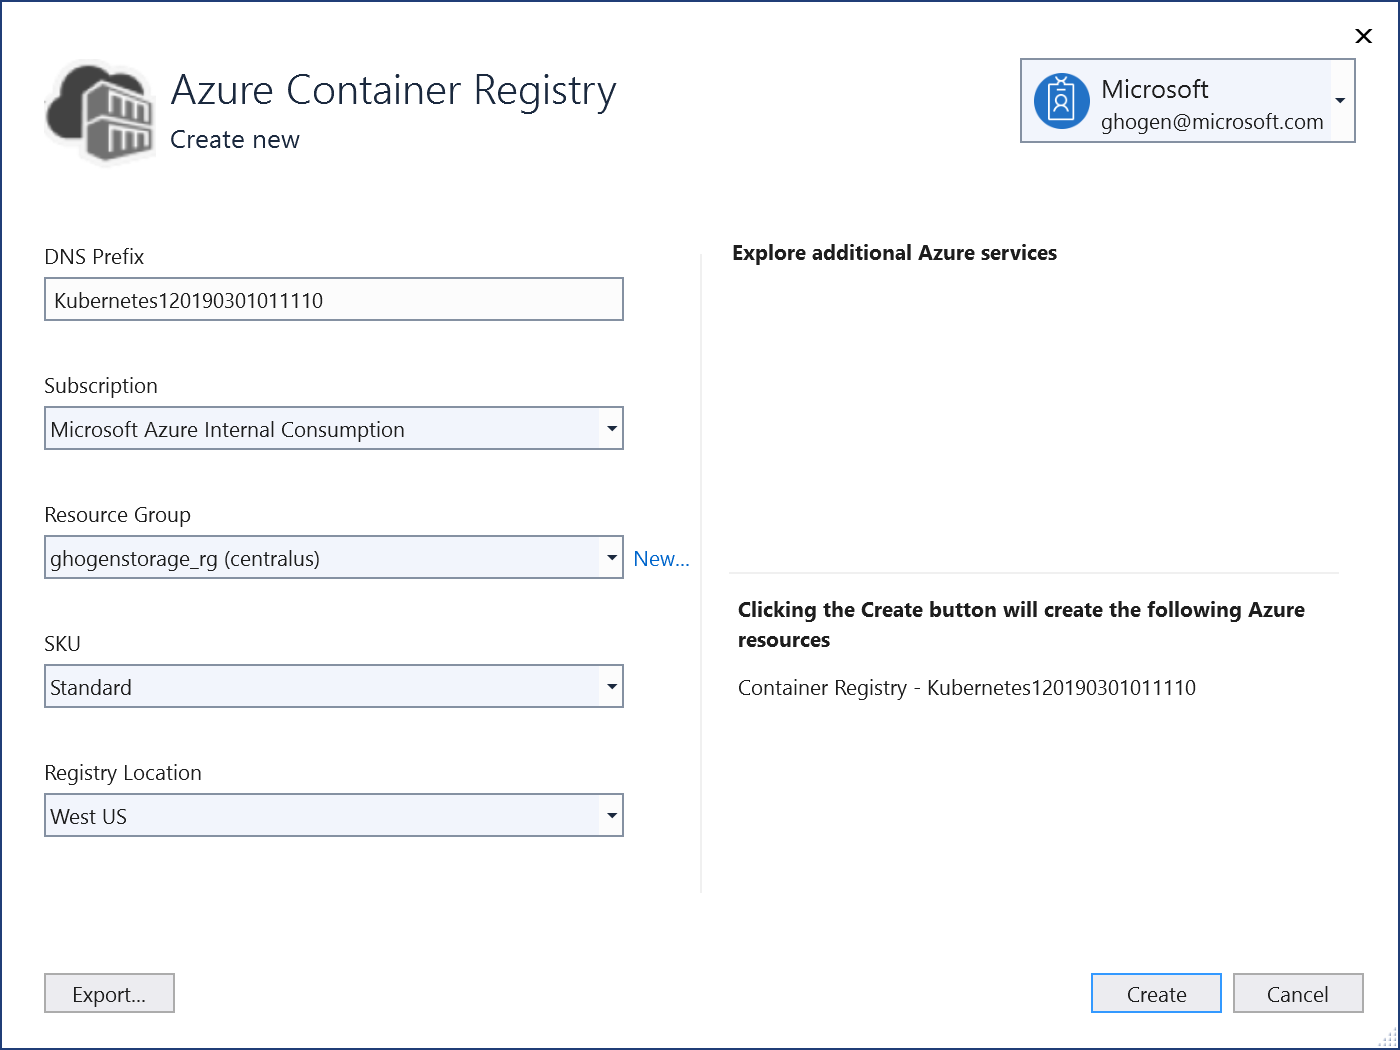 Azure Container Registry
Create new
Microsoft
ghogen@microsoft.com
DNS Prefix
Kubernetes120190301011110
Subscription
Microsoft Azure Internal Consumption
Resource Group
ghogenstorage_rg (centralus)
New...
SKU
Standard
Registry Location
West US
Explore additional Azure services
Clicking the Create button will create the following Azure
resources
Container Registry - Kubernetes120190301011110
Export...
Create
Cancel